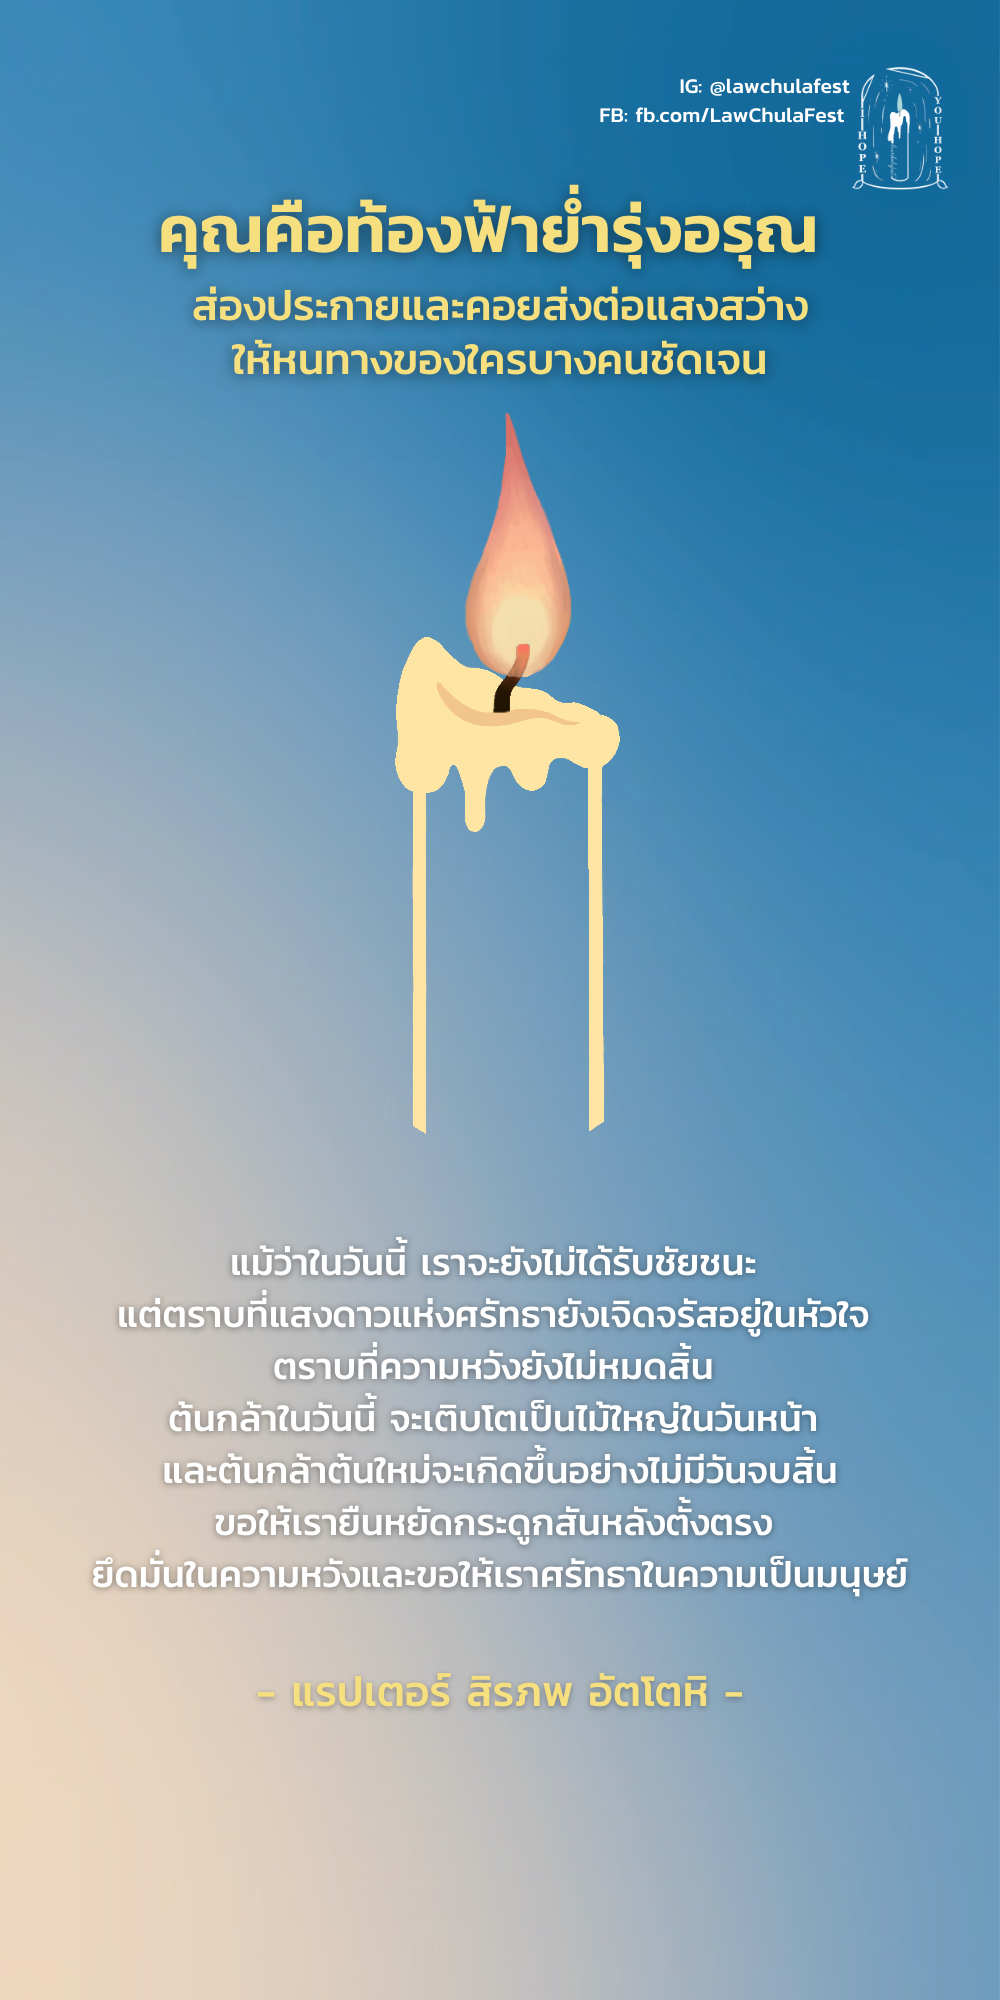 IG: @lawchulafest
FB: fb.com/LawChulaFest
I HOPE
YOU HOPE
คุณคือท้องฟ้าย่ำรุ่งอรุณ
ส่องประกายและคอยส่งต่อแสงสว่าง
ให้หนทางของใครบางคนชัดเจน
แม้ว่าในวันนี้ เราจะยังไม่ได้รับชัยชนะ
แต่ตราบที่แสงดาวแห่งศรัทธายังเจิดจรัสอยู่ในหัวใจ
ตราบที่ความหวังยังไม่หมดสิ้น
ต้นกล้าในวันนี้ จะเติบโตเป็นไม้ใหญ่ในวันหน้า
และต้นกล้าต้นใหม่จะเกิดขึ้นอย่างไม่มีวันจบสิ้น
ขอให้เรายืนหยัดกระดูกสันหลังตั้งตรง
ยึดมั่นในความหวังและขอให้เราศรัทธาในความเป็นมนุษย์
- แรปเตอร์ สิรภพ อัตโตหิ -